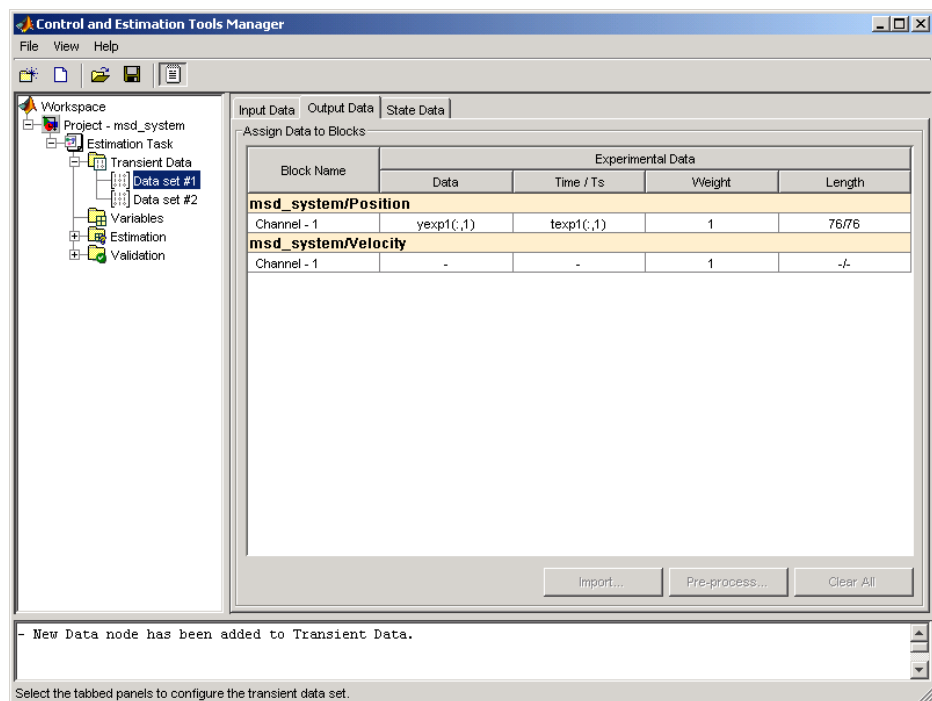 Control and Estimation Tools Manager
File View Help
Workspace
Project - msd_system
Estimation Task
Transient Data
Data set #1
Data set #2
Variables
Estimation
Validation
Input Data Output Data State Data
Assign Data to Blocks
Block Name Experimental Data
Data Time / Ts Weight Length
msd_system/Position
Channel - 1 yexp1(:,1) texp1(:,1) 1 76/76
msd_system/Velocity
Channel - 1 - - 1 -/-
Import... Pre-process... Clear All
- New Data node has been added to Transient Data.
Select the tabbed panels to configure the transient data set.